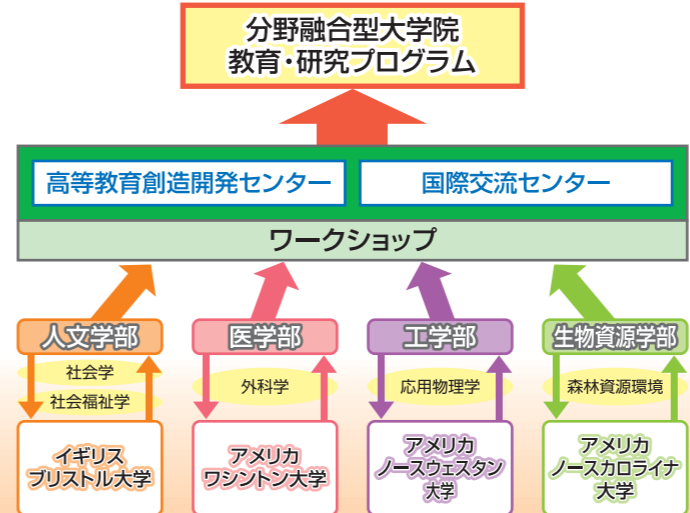 分野融合型大学院
教育・研究プログラム
高等教育創造開発センター
国際交流センター
ワークショップ
人文学部
医学部
工学部
生物資源学部
社会学
社会福祉学
外科学
応用物理学
森林資源環境
イギリス
ブリストル大学
アメリカ
ワシントン大学
アメリカ
ノースウェスタン
大学
アメリカ
ノースカロライナ
大学